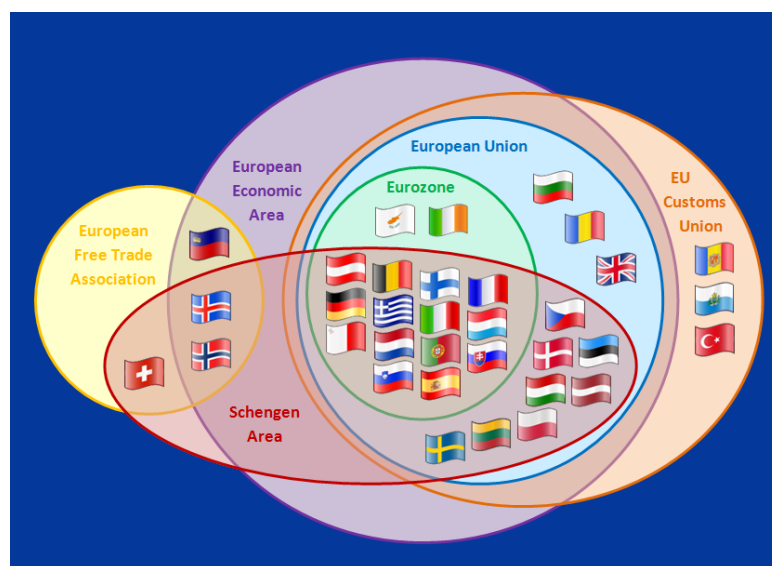 European Union
European
Economic
Area
Eurozone
EU
Customs
Union
European
Free Trade
Association
Schengen
Area